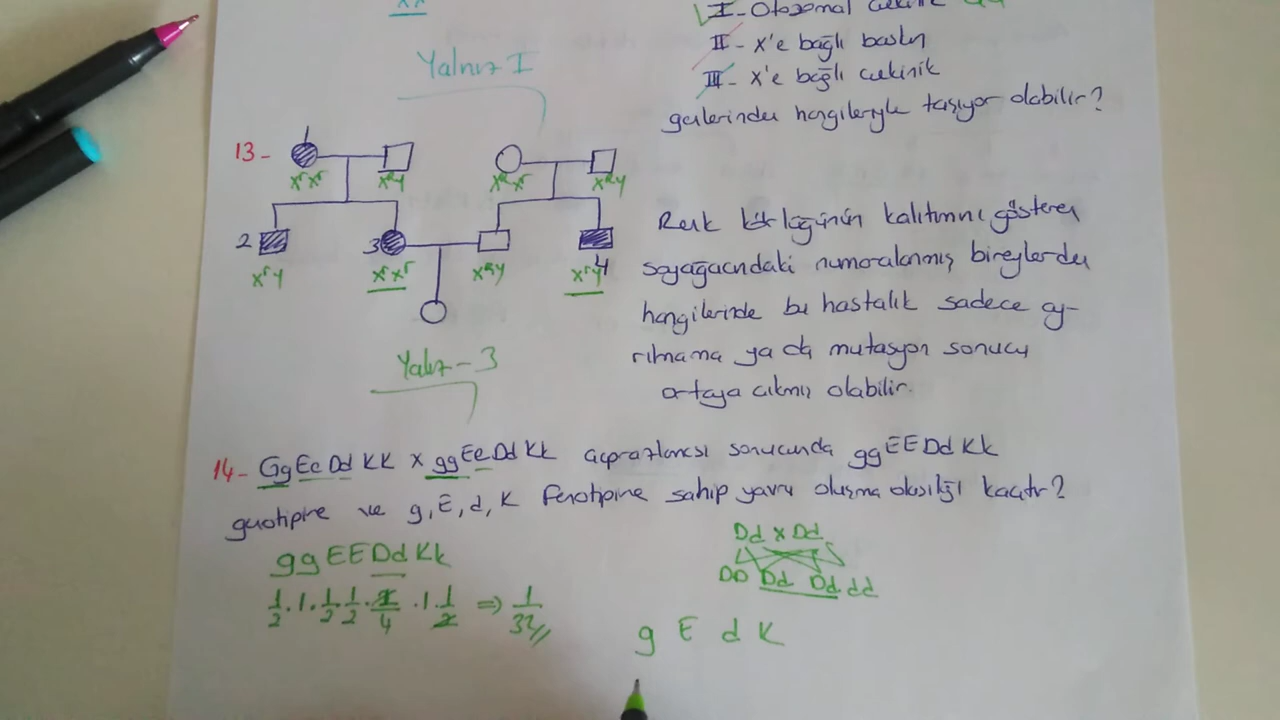 xx
I - Otozomal çekinik
Yalnız I
II - X'e bağlı baskın
III - X'e bağlı çekinik
genlerinden hangileriyle taşıyor olabilir?
13-
1
XʳXʳ XᴿY XᴿXʳ XᴿY
2 3 4
XʳY XʳXʳ XᴿY XʳY
Renk körlüğünün kalıtımını gösteren
soyağacındaki numaralanmış bireylerden
hangilerinde bu hastalık sadece ay-
rılmama ya da mutasyon sonucu
ortaya çıkmış olabilir.
Yalnız - 3
14- GgEeDdKK x ggEeDdKk çaprazlaması sonucunda ggEEDdKk
genotipine ve g, E, d, K fenotipine sahip yavru oluşma olasılığı kaçtır?
ggEEDdKk
1/2 . 1 . 1/2 1/2 . 2/4 . 1 . 1/2 => 1/32
Dd x Dd
DD Dd Dd dd
g E d K